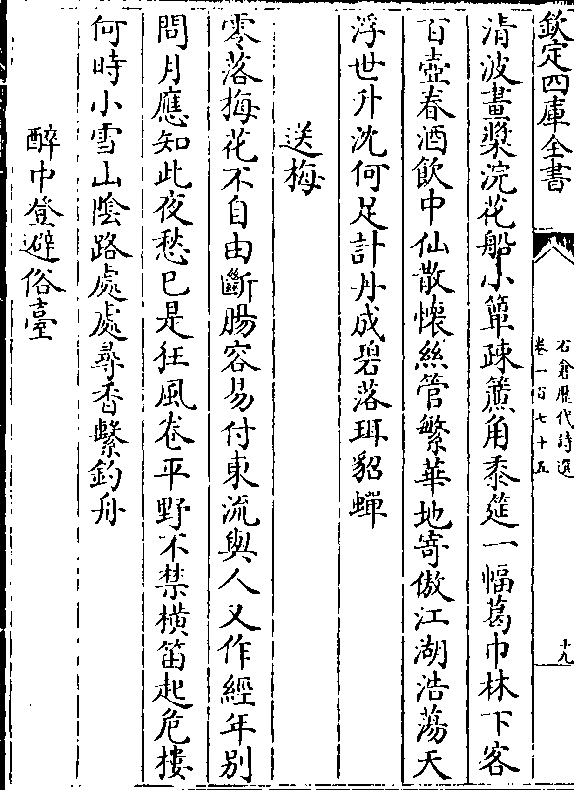 欽定四庫全書
石倉歷代詩選
卷一百七十五
十九
清波畫槳浣花船小簟疎簾角黍筵一幅葛巾林下客
百壺春酒飲中仙散懷絲管繁華地寄傲江湖浩蕩天
浮世升沈何足計丹成碧落珥貂蟬
送梅
零落梅花不自由斷腸容易付東流與人又作經年别
問月應知此夜愁已是狂風卷平野不禁横笛起危樓
何時小雪山陰路處處尋香繫釣舟
醉中登避俗臺